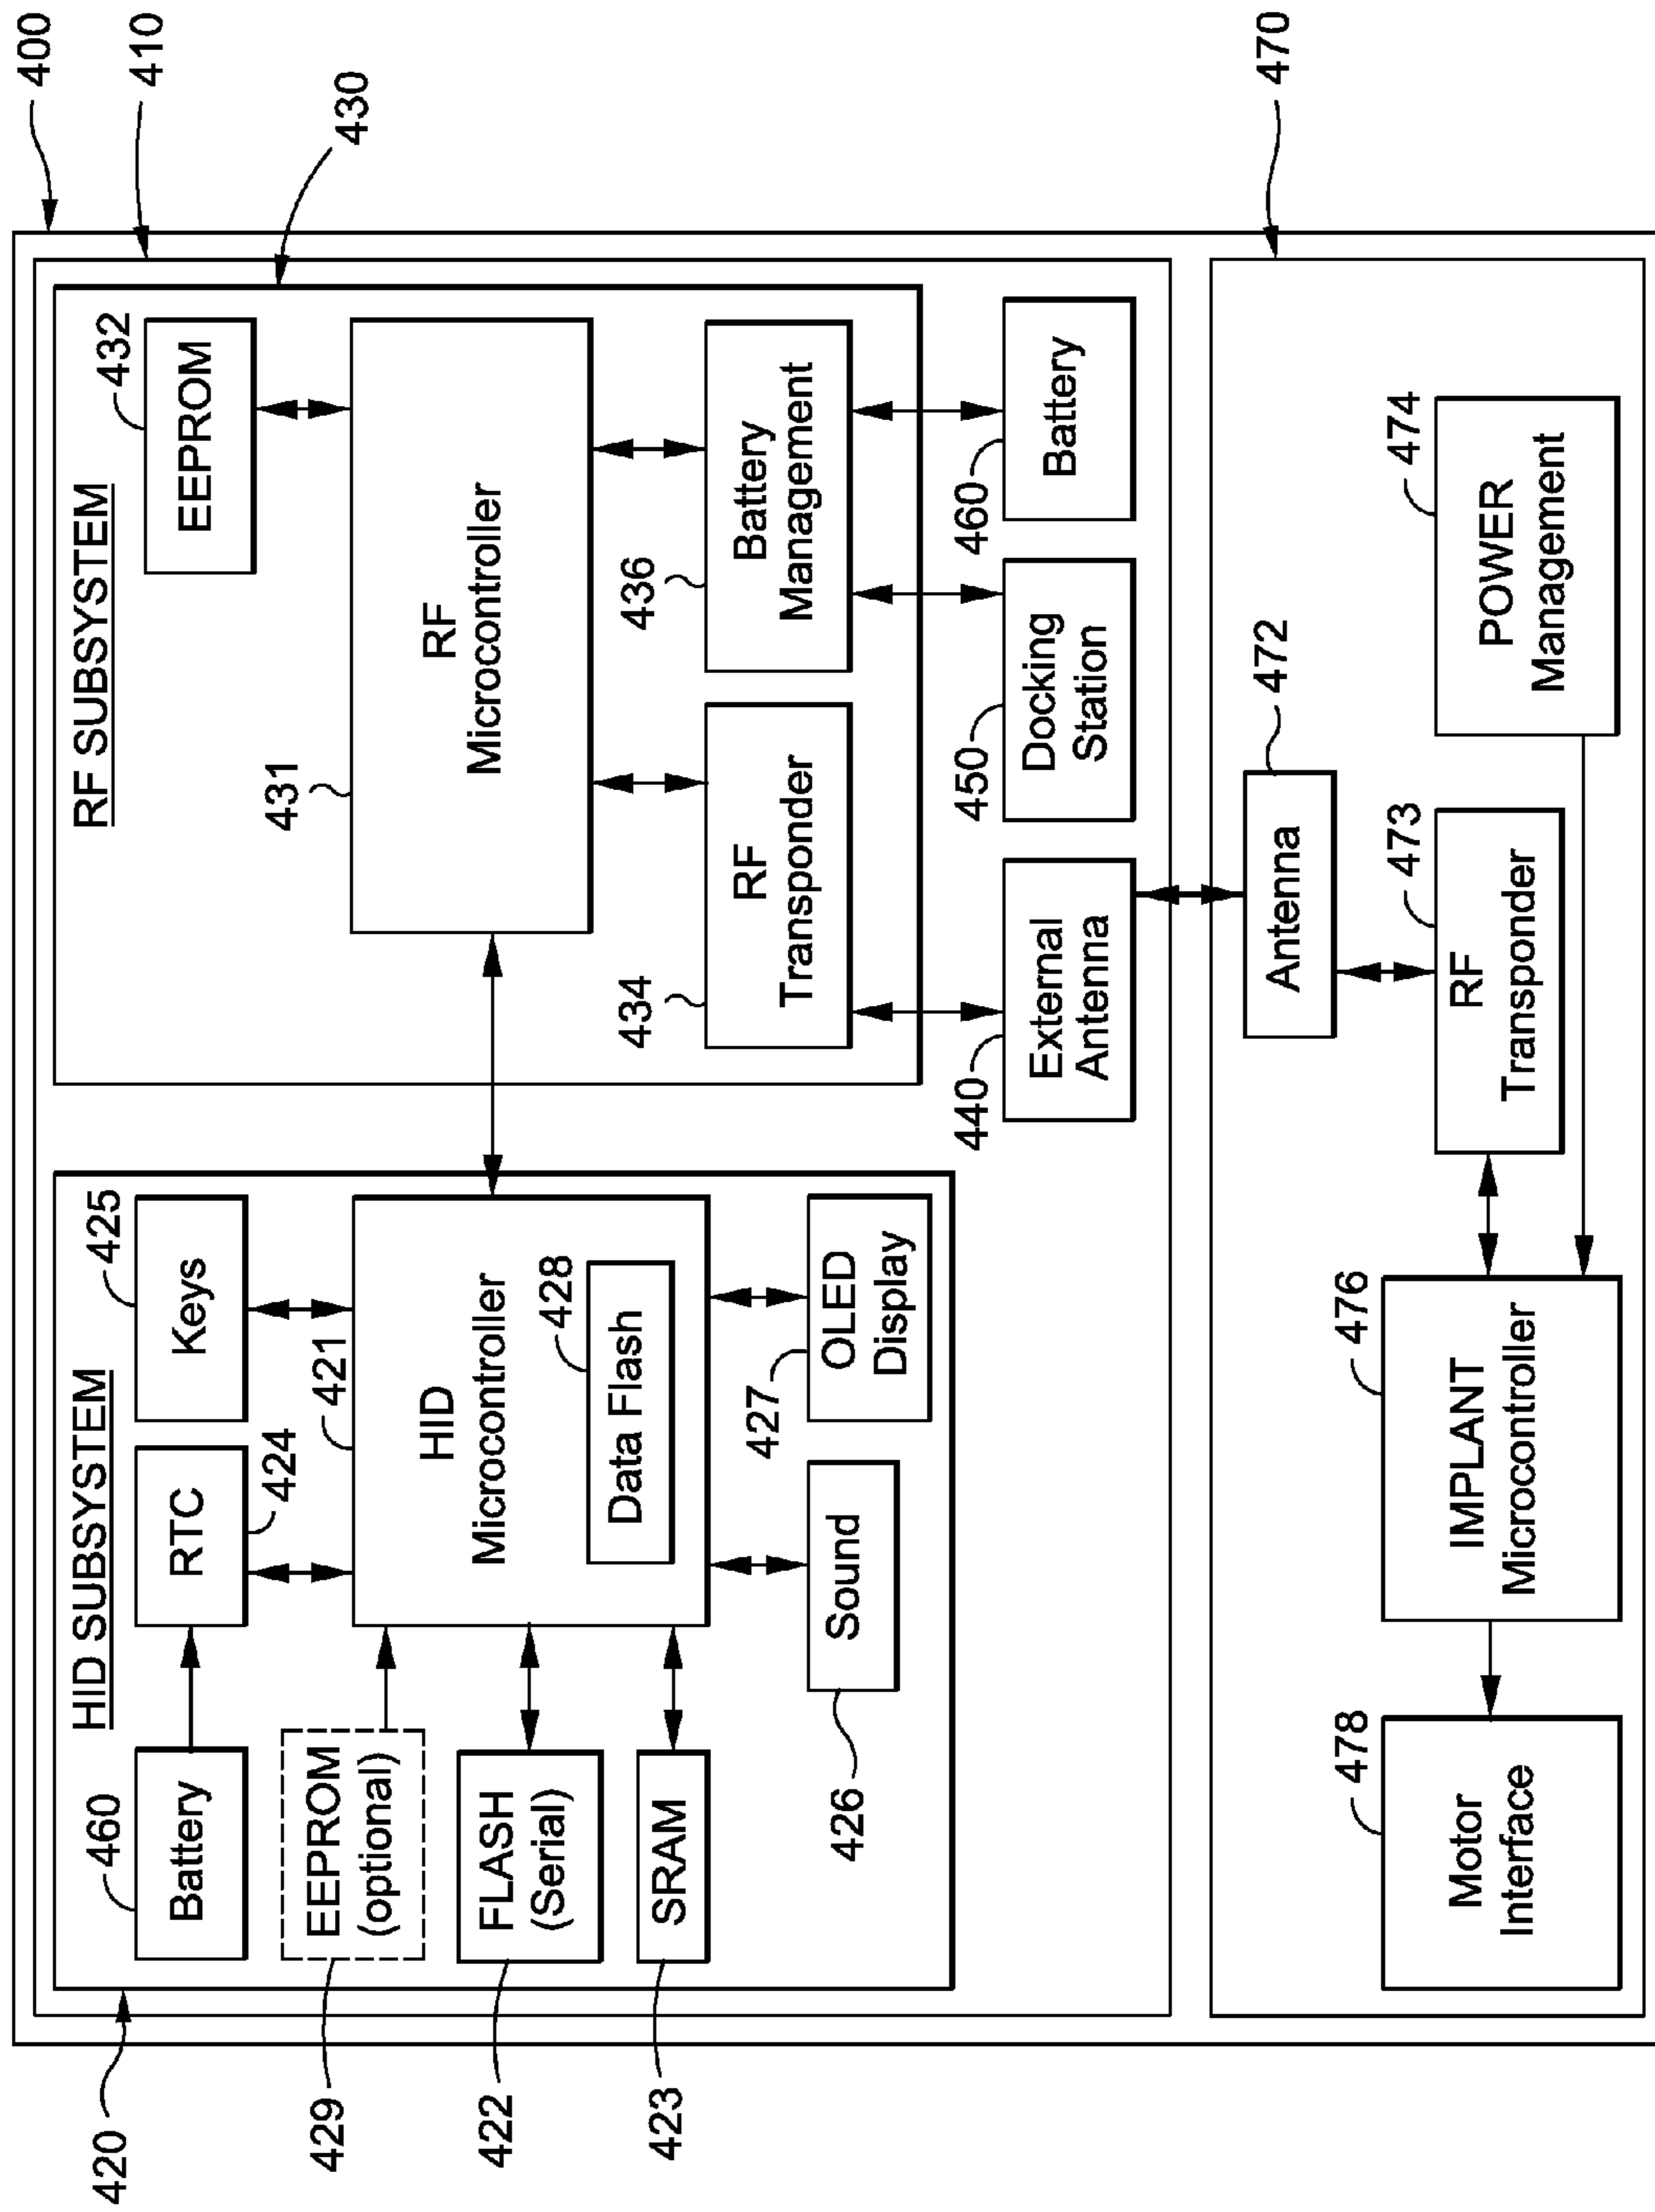 400
410
430
HID SUBSYSTEM
RF SUBSYSTEM
460
Battery
RTC
424
425
Keys
432
EEPROM
420
429
EEPROM
(optional)
421
HID
Microcontroller
428
Data Flash
431
RF
Microcontroller
422
FLASH
(Serial)
423
SRAM
426
Sound
427
OLED
Display
434
RF
Transponder
436
Battery
Management
440
External
Antenna
450
Docking
Station
460
Battery
470
472
Antenna
478
Motor
Interface
476
IMPLANT
Microcontroller
473
RF
Transponder
474
POWER
Management